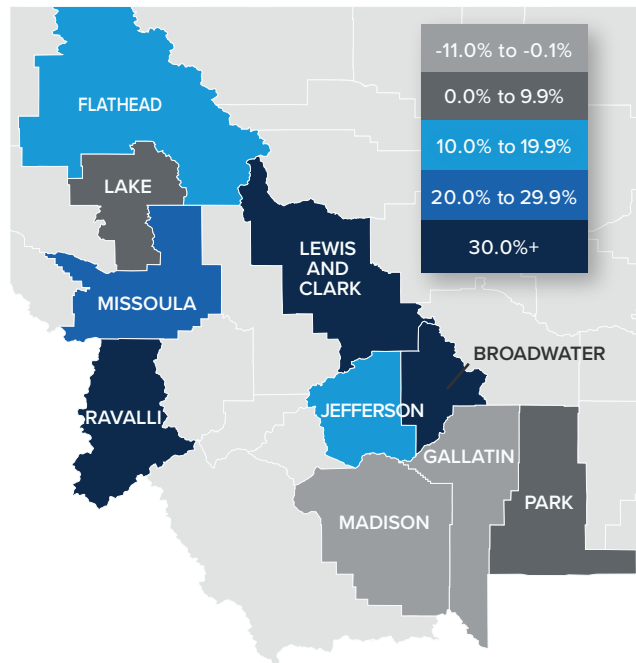 -11.0% to -0.1%
0.0% to 9.9%
10.0% to 19.9%
20.0% to 29.9%
30.0%+
FLATHEAD
LAKE
LEWIS
AND
CLARK
MISSOULA
BROADWATER
RAVALLI
JEFFERSON
GALLATIN
PARK
MADISON